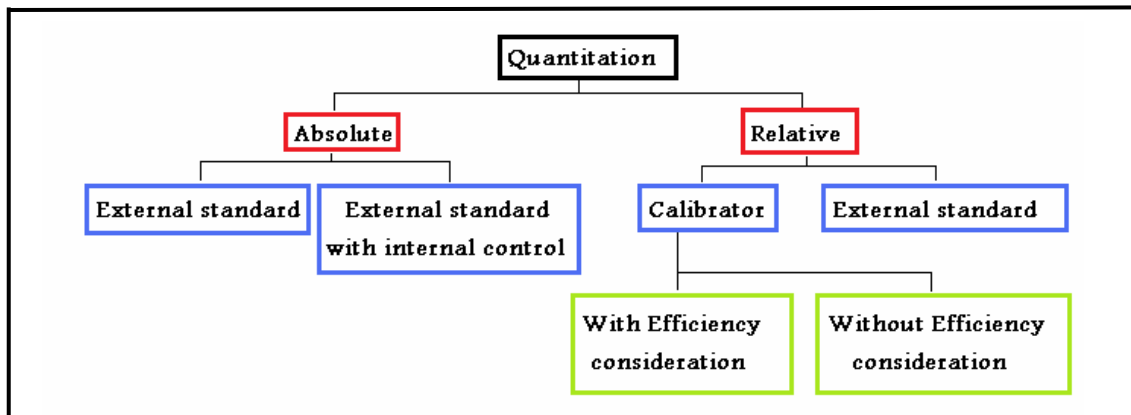 Quantitation
Absolute
Relative
External standard
External standard
with internal control
Calibrator
External standard
With Efficiency
consideration
Without Efficiency
consideration